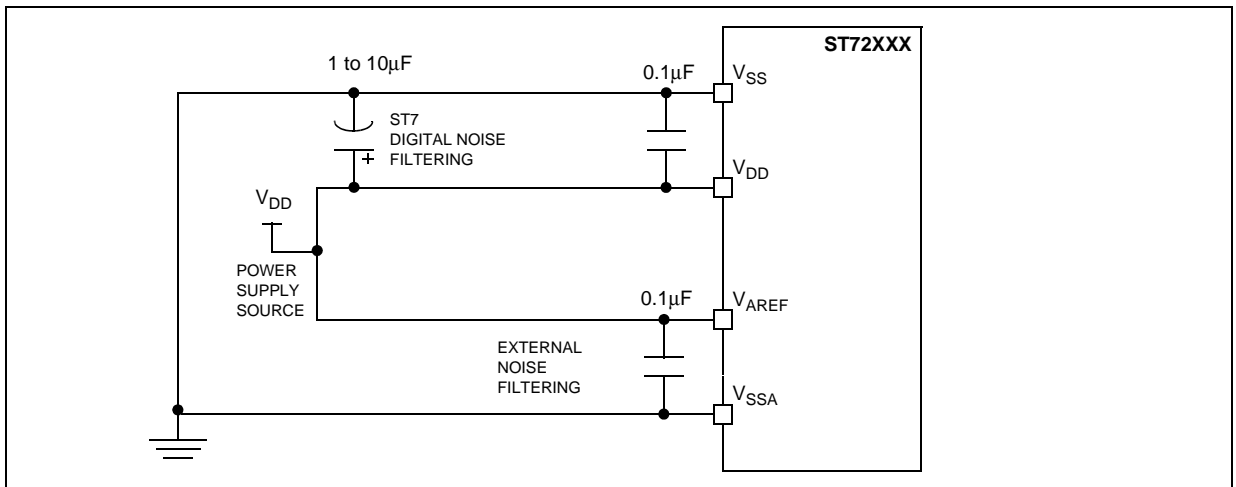 ST72XXX
1 to 10µF
0.1µF
VSS
ST7
DIGITAL NOISE
FILTERING
+
VDD
VDD
POWER
SUPPLY
SOURCE
0.1µF
VAREF
EXTERNAL
NOISE
FILTERING
VSSA